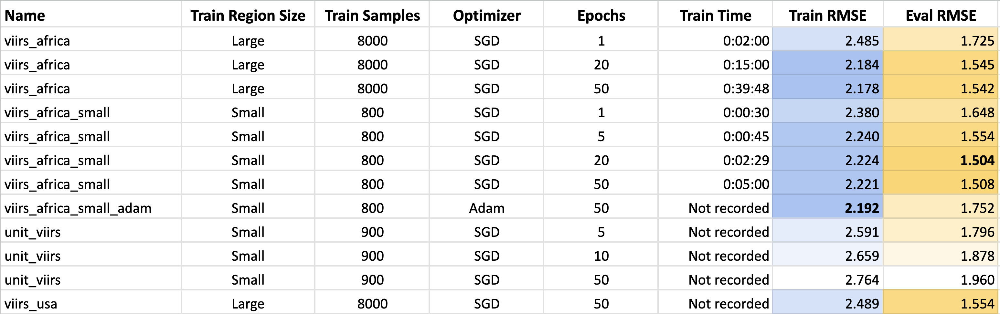 Name Train Region Size Train Samples Optimizer Epochs Train Time Train RMSE Eval RMSE
viirs_africa Large 8000 SGD 1 0:02:00 2.485 1.725
viirs_africa Large 8000 SGD 20 0:15:00 2.184 1.545
viirs_africa Large 8000 SGD 50 0:39:48 2.178 1.542
viirs_africa_small Small 800 SGD 1 0:00:30 2.380 1.648
viirs_africa_small Small 800 SGD 5 0:00:45 2.240 1.554
viirs_africa_small Small 800 SGD 20 0:02:29 2.224 1.504
viirs_africa_small Small 800 SGD 50 0:05:00 2.221 1.508
viirs_africa_small_adam Small 800 Adam 50 Not recorded 2.192 1.752
unit_viirs Small 900 SGD 5 Not recorded 2.591 1.796
unit_viirs Small 900 SGD 10 Not recorded 2.659 1.878
unit_viirs Small 900 SGD 50 Not recorded 2.764 1.960
viirs_usa Large 8000 SGD 50 Not recorded 2.489 1.554